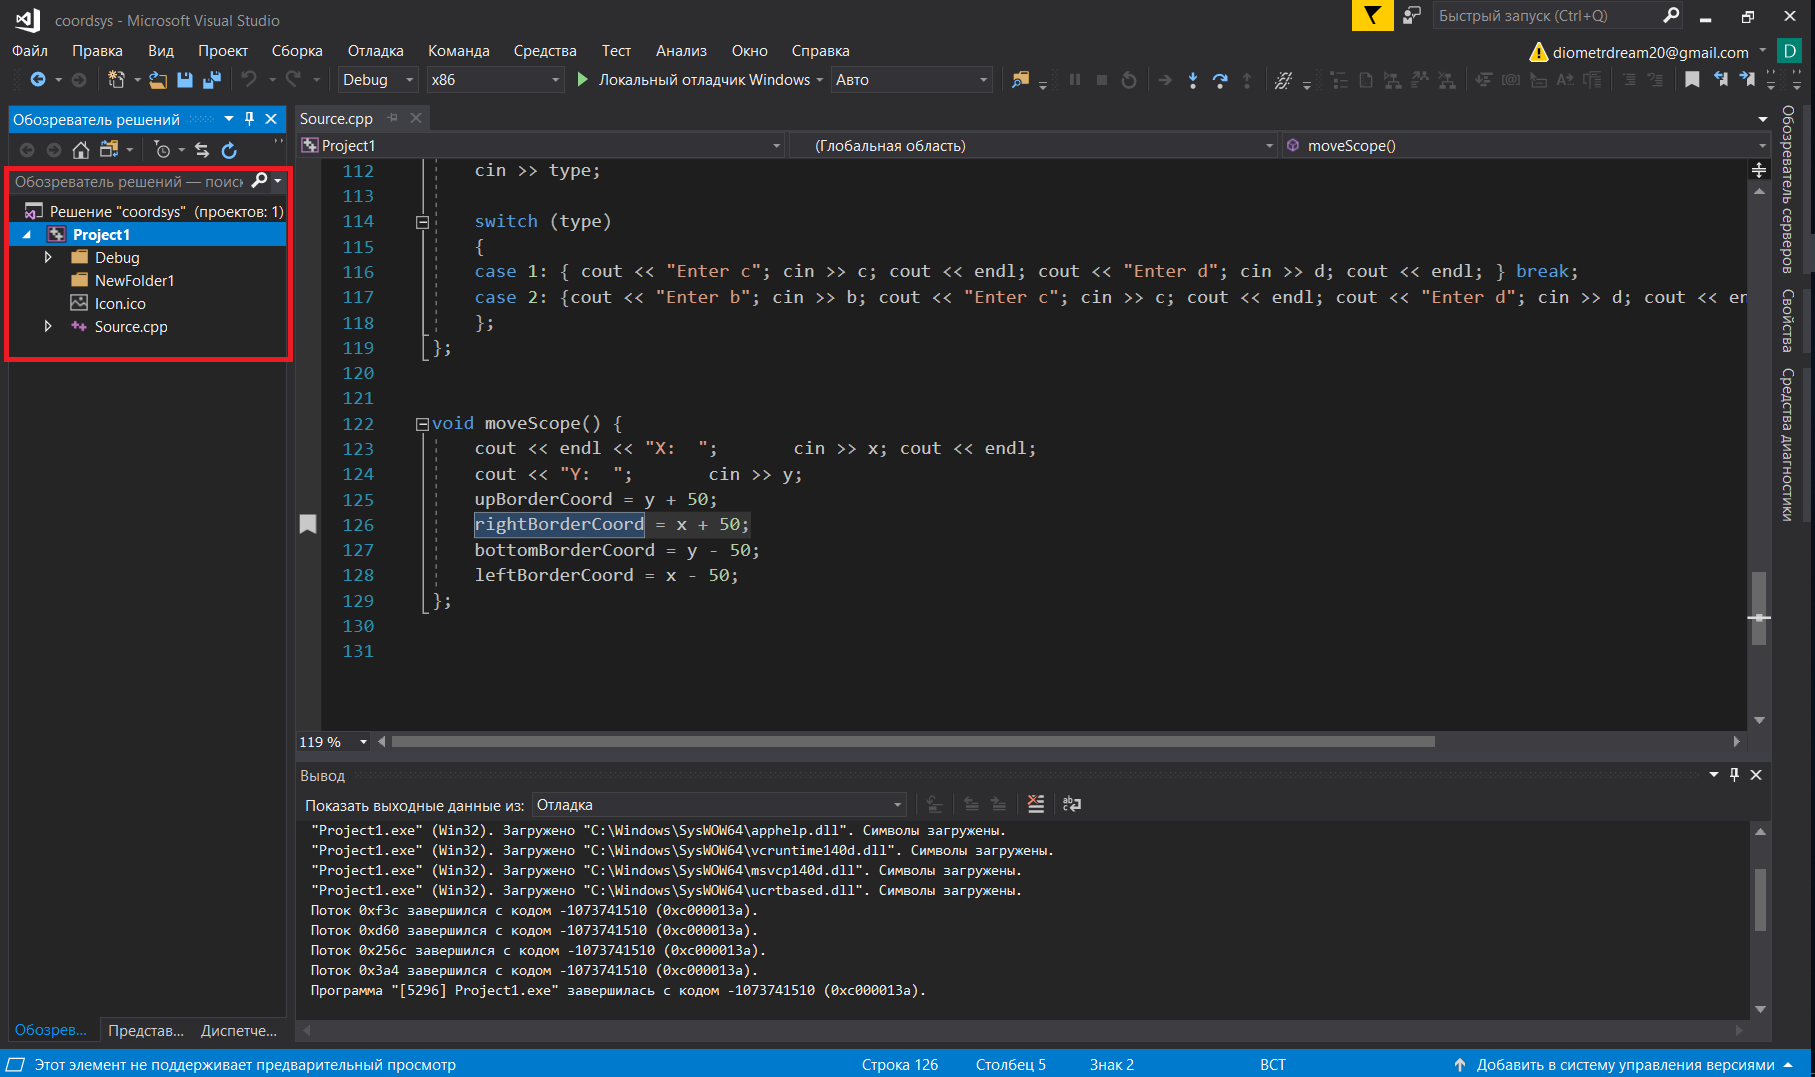 coordsys - Microsoft Visual Studio
Быстрый запуск (Ctrl+Q)
Файл Правка Вид Проект Сборка Отладка Команда Средства Тест Анализ Окно Справка
diometrdream20@gmail.com D
Debug x86 Локальный отладчик Windows Авто
Обозреватель решений
Обозреватель решений — поиск
Решение "coordsys" (проектов: 1)
Project1
Debug
NewFolder1
Icon.ico
Source.cpp
Обозрев... Представ... Диспетче...
Source.cpp
Project1 (Глобальная область) moveScope()
112 cin >> type;
113
114 switch (type)
115 {
116 case 1: { cout << "Enter c"; cin >> c; cout << endl; cout << "Enter d"; cin >> d; cout << endl; } break;
117 case 2: {cout << "Enter b"; cin >> b; cout << "Enter c"; cin >> c; cout << endl; cout << "Enter d"; cin >> d; cout << en
118 };
119 };
120
121
122 void moveScope() {
123 cout << endl << "X:  ";       cin >> x; cout << endl;
124 cout << "Y:  ";       cin >> y;
125 upBorderCoord = y + 50;
126 rightBorderCoord = x + 50;
127 bottomBorderCoord = y - 50;
128 leftBorderCoord = x - 50;
129 };
130
131
119 %
Вывод
Показать выходные данные из: Отладка
"Project1.exe" (Win32). Загружено "C:\Windows\SysWOW64\apphelp.dll". Символы загружены.
"Project1.exe" (Win32). Загружено "C:\Windows\SysWOW64\vcruntime140d.dll". Символы загружены.
"Project1.exe" (Win32). Загружено "C:\Windows\SysWOW64\msvcp140d.dll". Символы загружены.
"Project1.exe" (Win32). Загружено "C:\Windows\SysWOW64\ucrtbased.dll". Символы загружены.
Поток 0xf3c завершился с кодом -1073741510 (0xc000013a).
Поток 0xd60 завершился с кодом -1073741510 (0xc000013a).
Поток 0x256c завершился с кодом -1073741510 (0xc000013a).
Поток 0x3a4 завершился с кодом -1073741510 (0xc000013a).
Программа "[5296] Project1.exe" завершилась с кодом -1073741510 (0xc000013a).
Обозреватель серверов
Свойства
Средства диагностики
Этот элемент не поддерживает предварительный просмотр Строка 126 Столбец 5 Знак 2 ВСТ Добавить в систему управления версиями